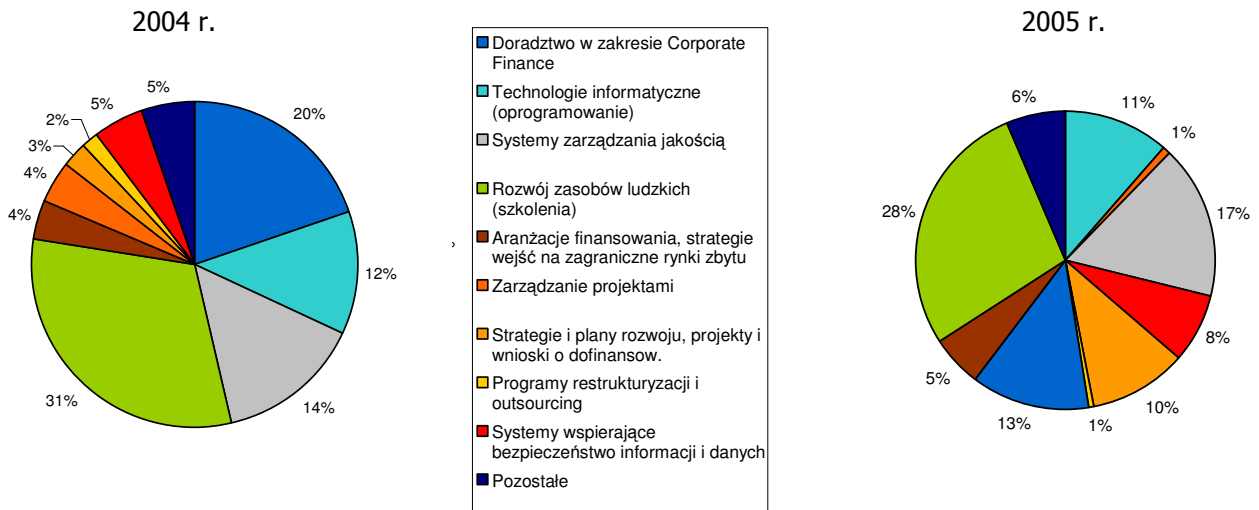 2004 r.
5%
5%
20%
2%
3%
4%
4%
12%
31%
14%
Doradztwo w zakresie Corporate
Finance
Technologie informatyczne
(oprogramowanie)
Systemy zarządzania jakością
Rozwój zasobów ludzkich
(szkolenia)
Aranżacje finansowania, strategie
wejść na zagraniczne rynki zbytu
Zarządzanie projektami
Strategie i plany rozwoju, projekty i
wnioski o dofinansow.
Programy restrukturyzacji i
outsourcing
Systemy wspierające
bezpieczeństwo informacji i danych
Pozostałe
2005 r.
6%
11%
1%
28%
17%
8%
5%
13%
1%
10%